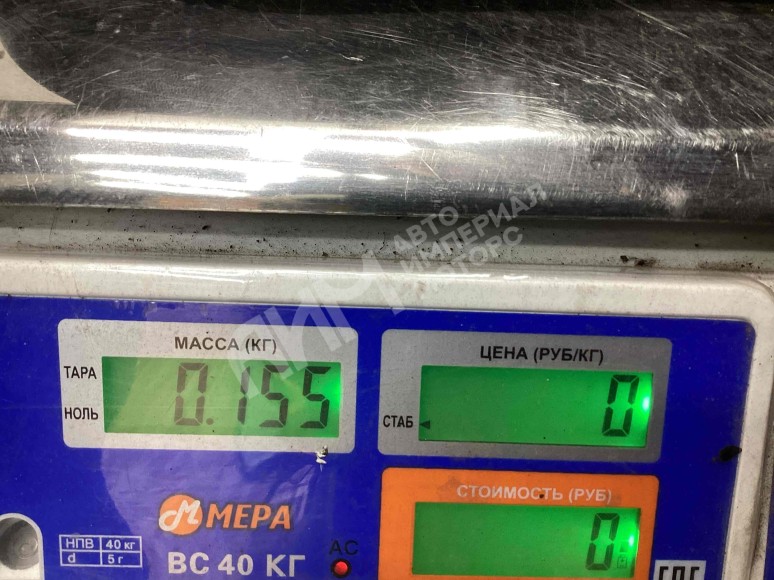 АВТО
ИМПЕРИАЛ
МОТОРС
МАССА (КГ)
ТАРА
НОЛЬ
0.155
ЦЕНА (РУБ/КГ)
СТАБ
0
СТОИМОСТЬ (РУБ)
0
МЕРА
НПВ 40 кг
d 5 г
ВС 40 КГ
AC